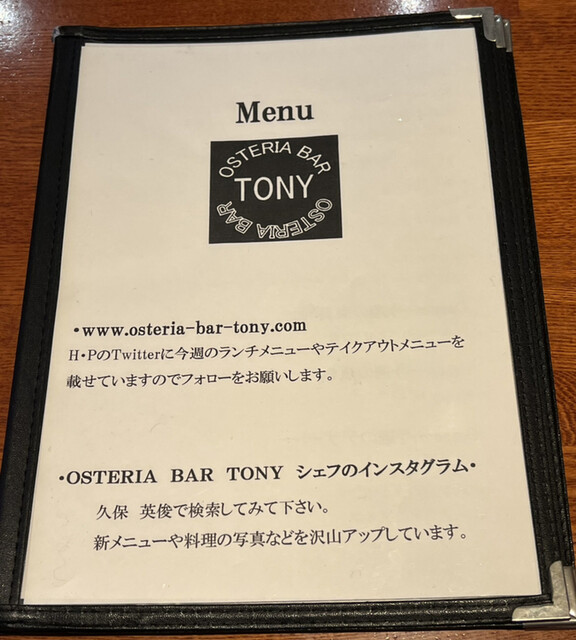 Menu
OSTERIA BAR
TONY
OSTERIA BAR
・www.osteria-bar-tony.com
H・PのTwitterに今週のランチメニューやテイクアウトメニューを
載せていますのでフォローをお願いします。
・OSTERIA BAR TONY シェフのインスタグラム・
久保 英俊で検索してみて下さい。
新メニューや料理の写真などを沢山アップしています。